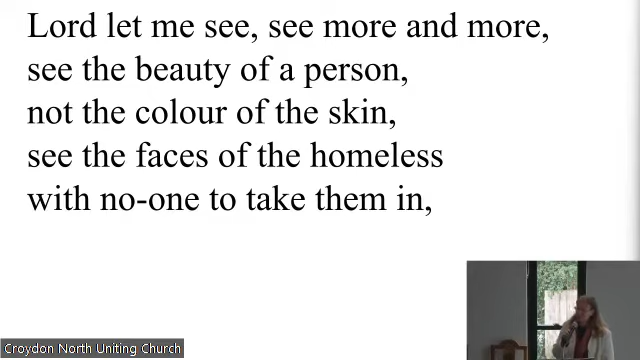 Lord let me see, see more and more,
see the beauty of a person,
not the colour of the skin,
see the faces of the homeless
with no-one to take them in,
Croydon North Uniting Church